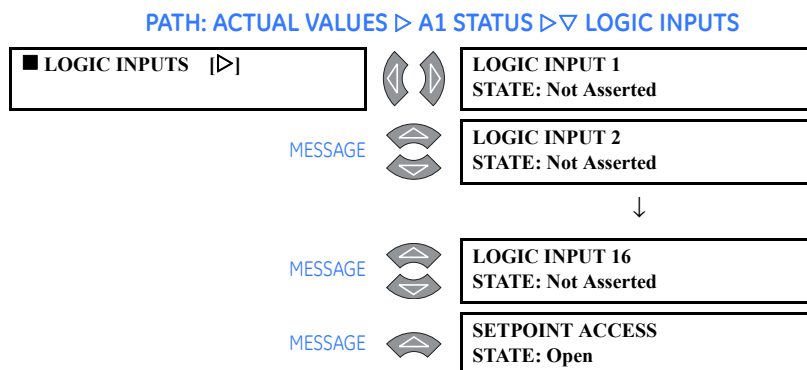 PATH: ACTUAL VALUES ▷ A1 STATUS ▷▽ LOGIC INPUTS
■ LOGIC INPUTS [▷]
LOGIC INPUT 1
STATE: Not Asserted
MESSAGE
LOGIC INPUT 2
STATE: Not Asserted
↓
MESSAGE
LOGIC INPUT 16
STATE: Not Asserted
MESSAGE
SETPOINT ACCESS
STATE: Open